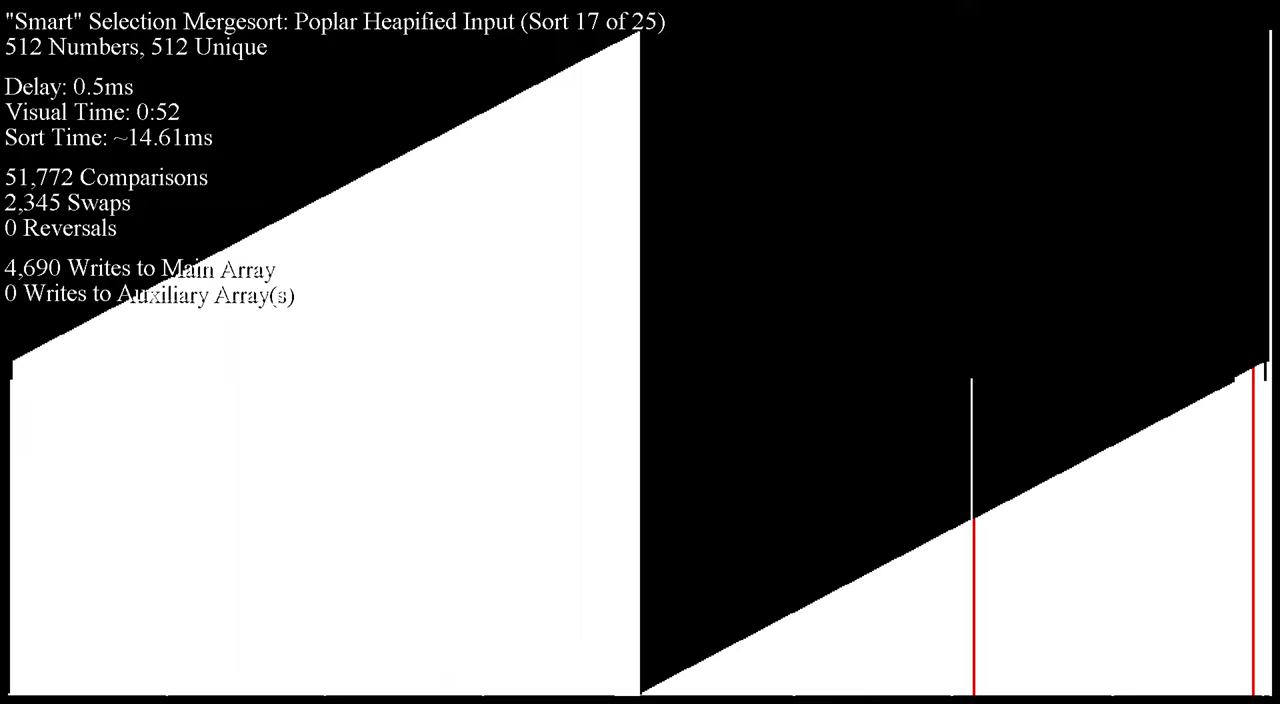 "Smart" Selection Mergesort: Poplar Heapified Input (Sort 17 of 25)
512 Numbers, 512 Unique
Delay: 0.5ms
Visual Time: 0:52
Sort Time: ~14.61ms
51,772 Comparisons
2,345 Swaps
0 Reversals
4,690 Writes to Main Array
0 Writes to Auxiliary Array(s)